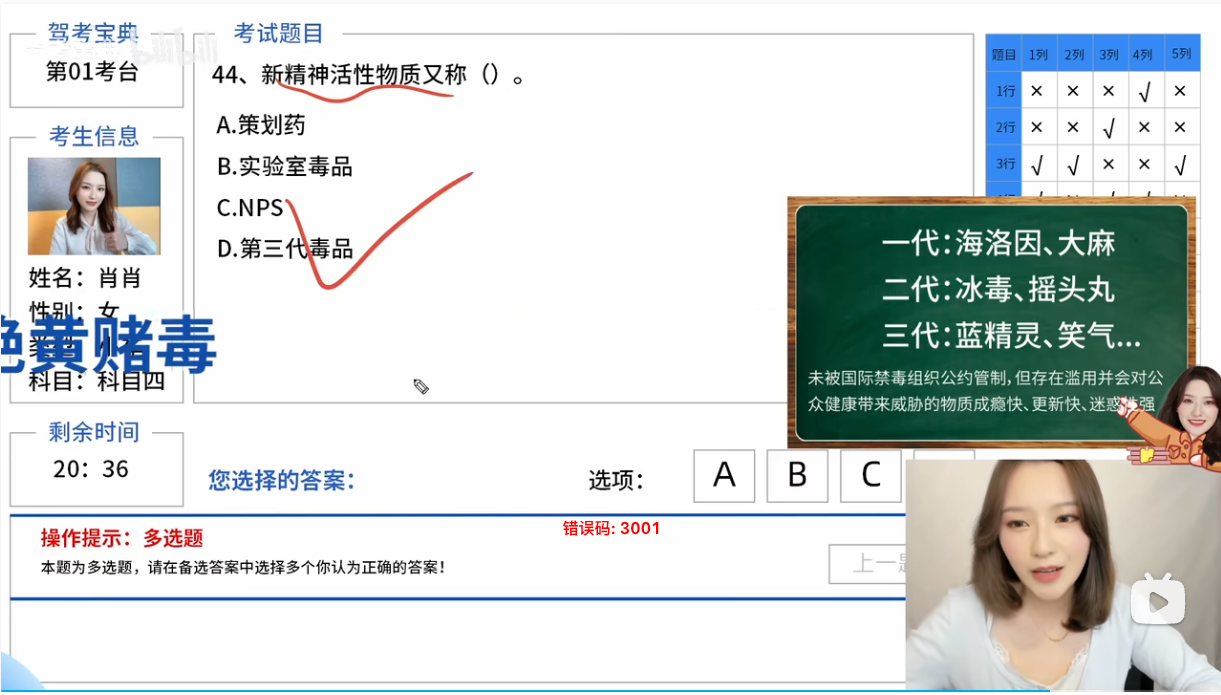 驾考宝典
bilibili
第01考台
考试题目
44、新精神活性物质又称（）。
A.策划药
B.实验室毒品
C.NPS
D.第三代毒品
考生信息
姓名：肖肖
性别：女
黄赌毒
科目：科目四
剩余时间
20：36
题目 1列 2列 3列 4列 5列
1行 × × × √ ×
2行 × × √ × ×
3行 √ √ × × √
一代：海洛因、大麻
二代：冰毒、摇头丸
三代：蓝精灵、笑气...
未被国际禁毒组织公约管制，但存在滥用并会对公
众健康带来威胁的物质成瘾快、更新快、迷惑性强
您选择的答案：
选项：
A
B
C
操作提示：多选题
错误码: 3001
本题为多选题，请在备选答案中选择多个你认为正确的答案！
上一